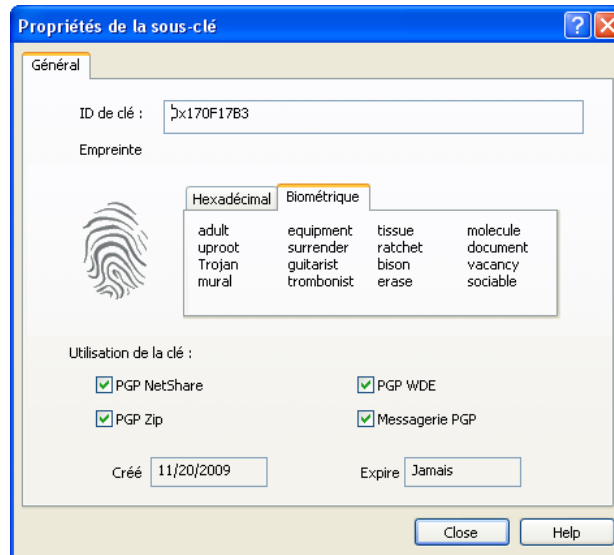 Propriétés de la sous-clé
Général
ID de clé : 0x170F17B3
Empreinte
Hexadécimal Biométrique
adult equipment tissue molecule
uproot surrender ratchet document
Trojan guitarist bison vacancy
mural trombonist erase sociable
Utilisation de la clé :
PGP NetShare PGP WDE
PGP Zip Messagerie PGP
Créé 11/20/2009 Expire Jamais
Close Help